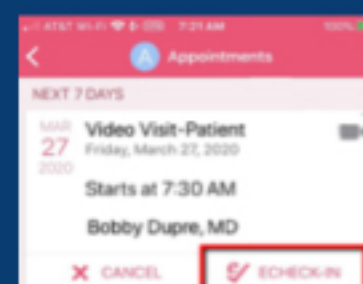 AT&T Wi-Fi 7:21 AM 100%
A Appointments
NEXT 7 DAYS
MAR
27
2020
Video Visit-Patient
Friday, March 27, 2020
Starts at 7:30 AM
Bobby Dupre, MD
CANCEL ECHECK-IN